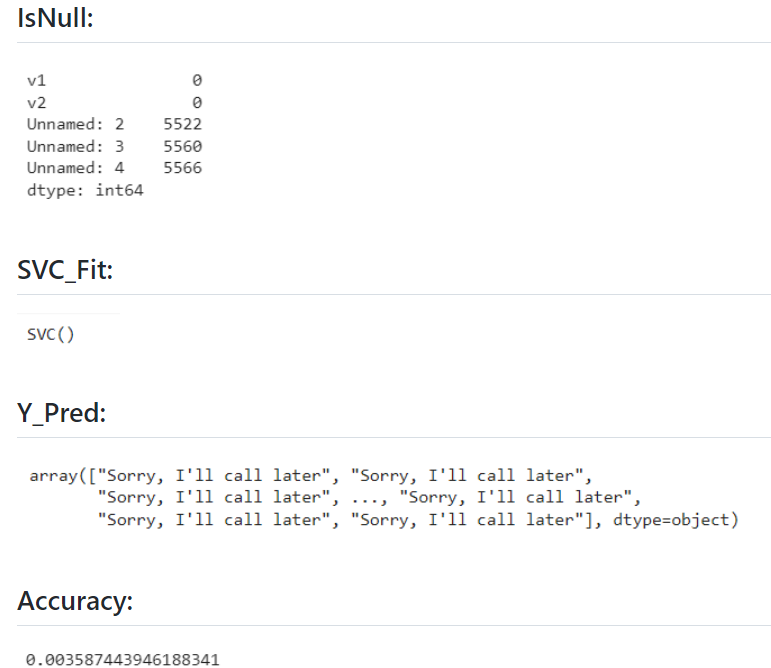 IsNull:
v1 0
v2 0
Unnamed: 2 5522
Unnamed: 3 5560
Unnamed: 4 5566
dtype: int64
SVC_Fit:
SVC()
Y_Pred:
array(["Sorry, I'll call later", "Sorry, I'll call later",
"Sorry, I'll call later", ..., "Sorry, I'll call later",
"Sorry, I'll call later", "Sorry, I'll call later"], dtype=object)
Accuracy:
0.003587443946188341